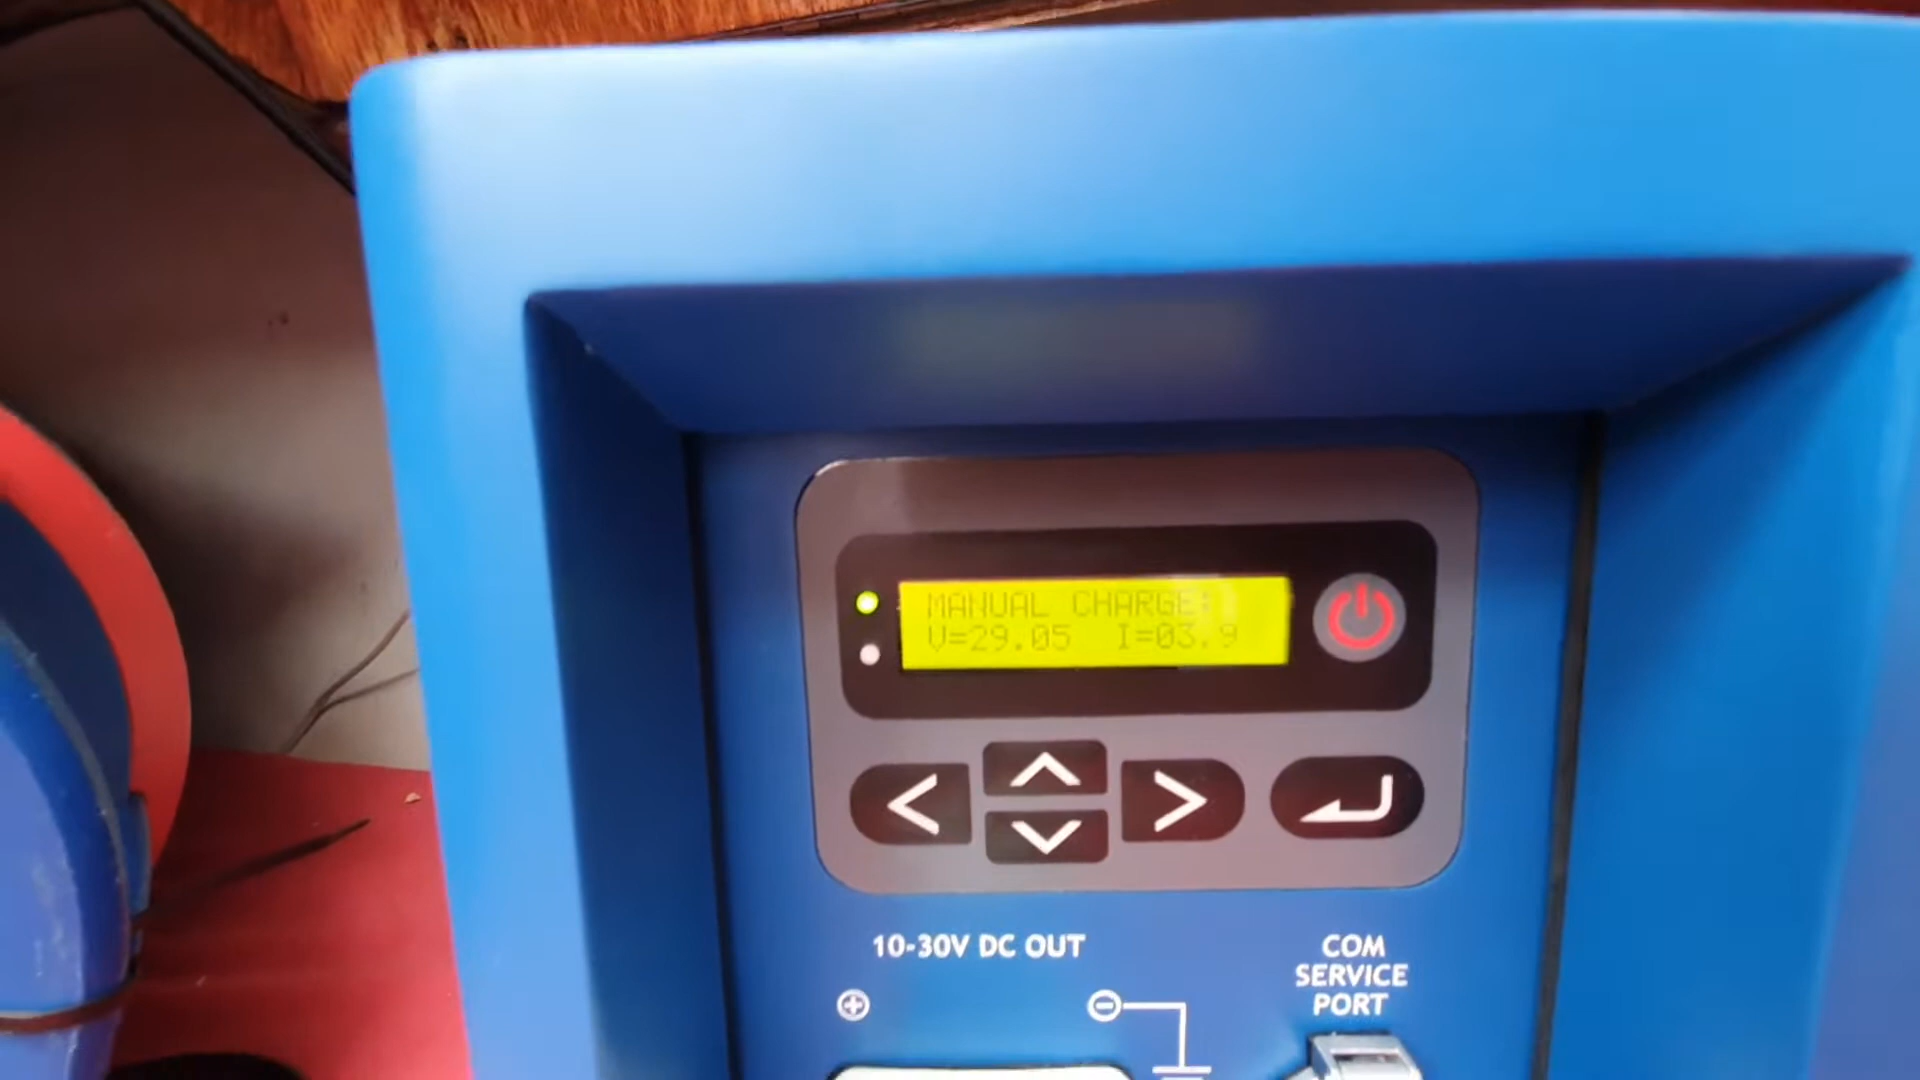 MANUAL CHARGE:
V=29.05 I=03.9
10-30V DC OUT
COM
SERVICE
PORT